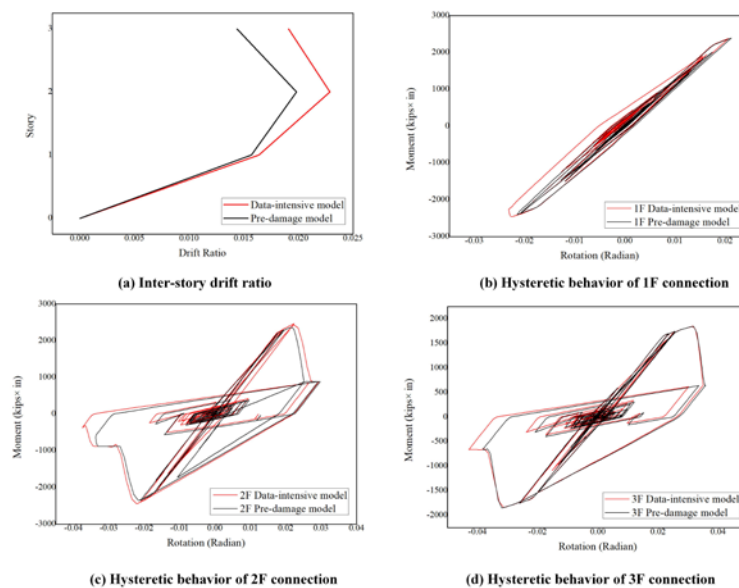 3
2
1
0
Story
0.000 0.005 0.010 0.015 0.020 0.025
Drift Ratio
Data-intensive model
Pre-damage model
(a) Inter-story drift ratio
3000
2000
1000
0
-1000
-2000
-3000
Moment (kips× in)
-0.03 -0.02 -0.01 0.00 0.01 0.02
Rotation (Radian)
1F Data-intensive model
1F Pre-damage model
(b) Hysteretic behavior of 1F connection
3000
2000
1000
0
-1000
-2000
-3000
Moment (kips× in)
-0.04 -0.03 -0.02 -0.01 0.00 0.01 0.02 0.03 0.04
Rotation (Radian)
2F Data-intensive model
2F Pre-damage model
(c) Hysteretic behavior of 2F connection
2000
1500
1000
500
0
-500
-1000
-1500
-2000
Moment (kips× in)
-0.04 -0.02 0.00 0.02 0.04
Rotation (Radian)
3F Data-intensive model
3F Pre-damage model
(d) Hysteretic behavior of 3F connection